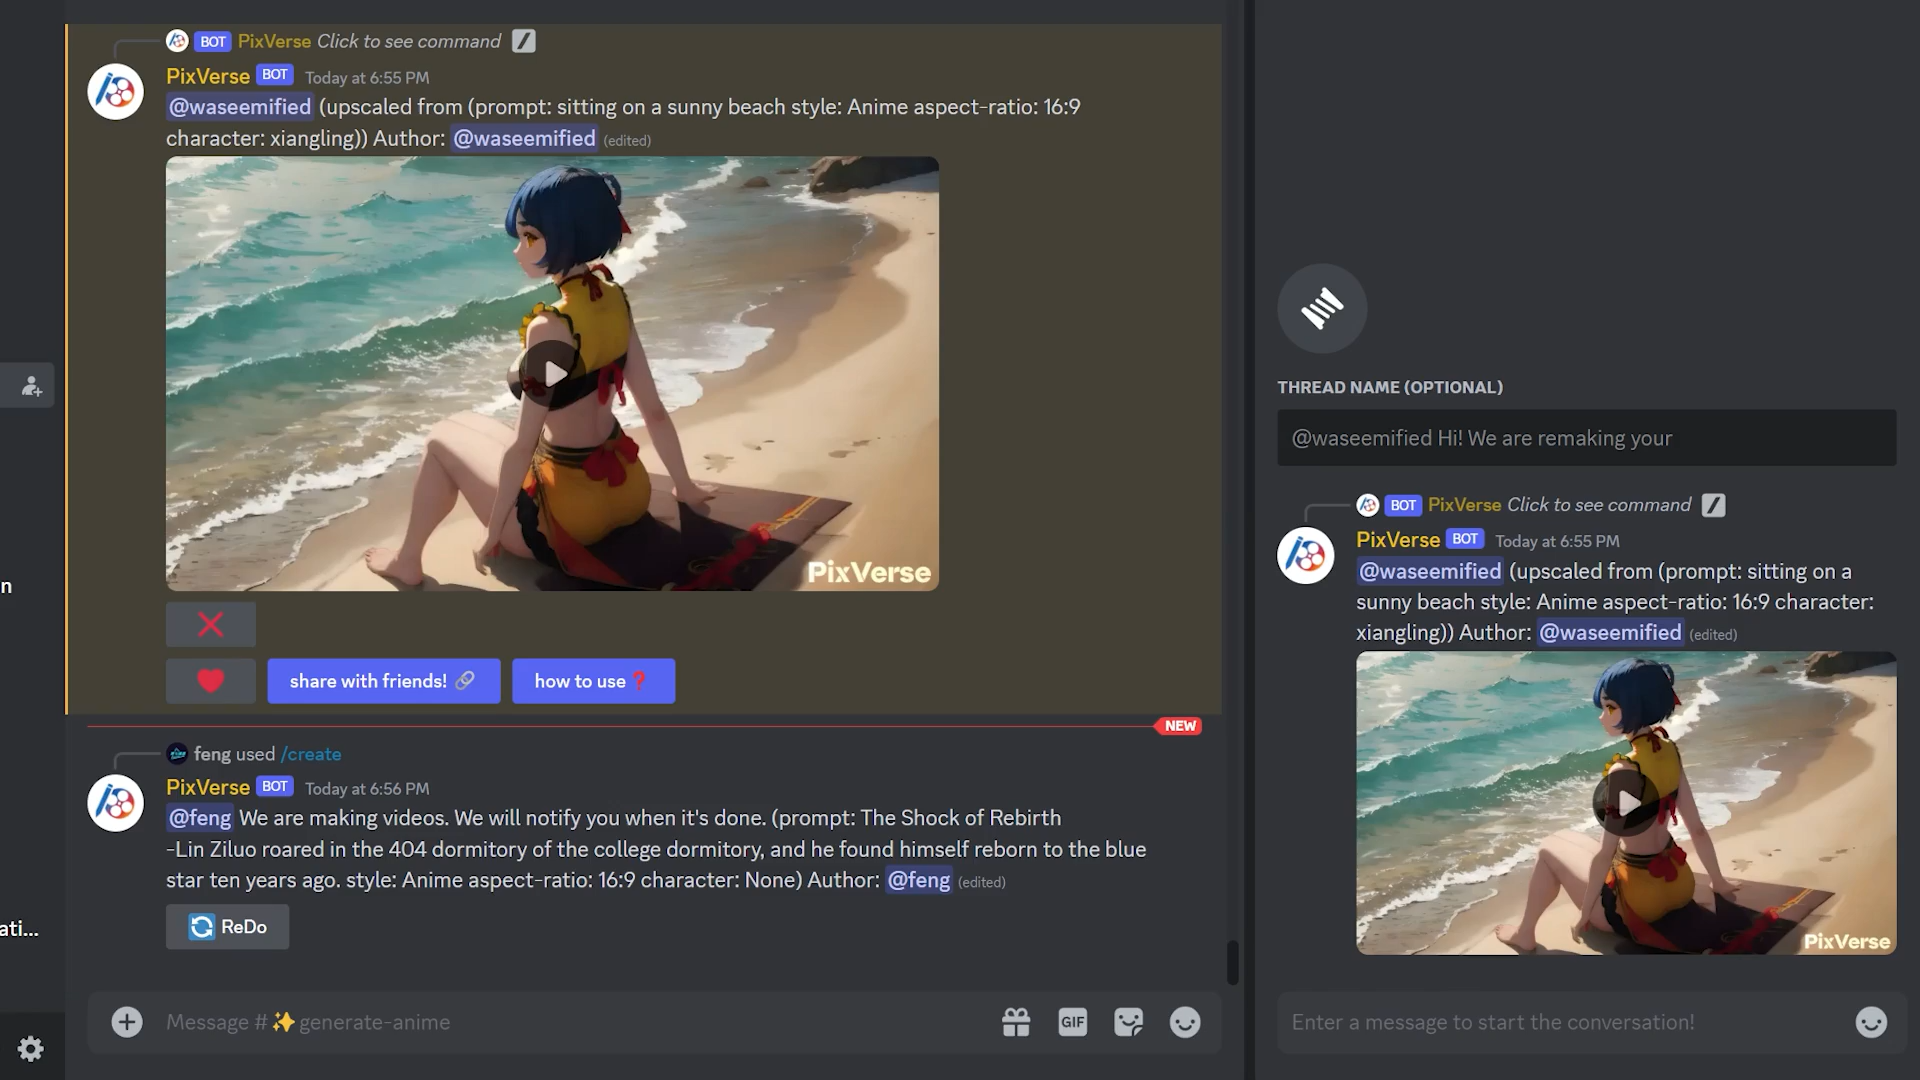 BOT PixVerse Click to see command
PixVerse BOT Today at 6:55 PM
@waseemified (upscaled from (prompt: sitting on a sunny beach style: Anime aspect-ratio: 16:9
character: xiangling)) Author: @waseemified (edited)
PixVerse
share with friends! how to use
NEW
feng used /create
PixVerse BOT Today at 6:56 PM
@feng We are making videos. We will notify you when it's done. (prompt: The Shock of Rebirth
-Lin Ziluo roared in the 404 dormitory of the college dormitory, and he found himself reborn to the blue
star ten years ago. style: Anime aspect-ratio: 16:9 character: None) Author: @feng (edited)
ReDo
Message # generate-anime
GIF
n
ati...
THREAD NAME (OPTIONAL)
@waseemified Hi! We are remaking your
BOT PixVerse Click to see command
PixVerse BOT Today at 6:55 PM
@waseemified (upscaled from (prompt: sitting on a
sunny beach style: Anime aspect-ratio: 16:9 character:
xiangling)) Author: @waseemified (edited)
PixVerse
Enter a message to start the conversation!